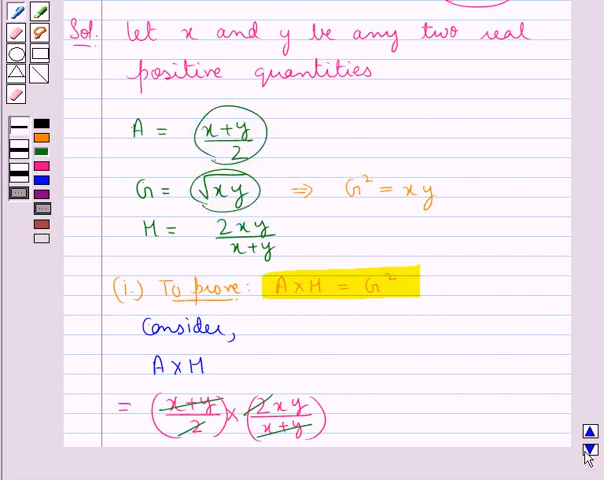 Sol. let x and y be any two real
positive quantities
A = x+y/2
G = √xy ⇒ G² = xy
H = 2xy/x+y
(i.) To prove: A×H = G²
Consider,
A×H
= (x+y/2) × (2xy/x+y)